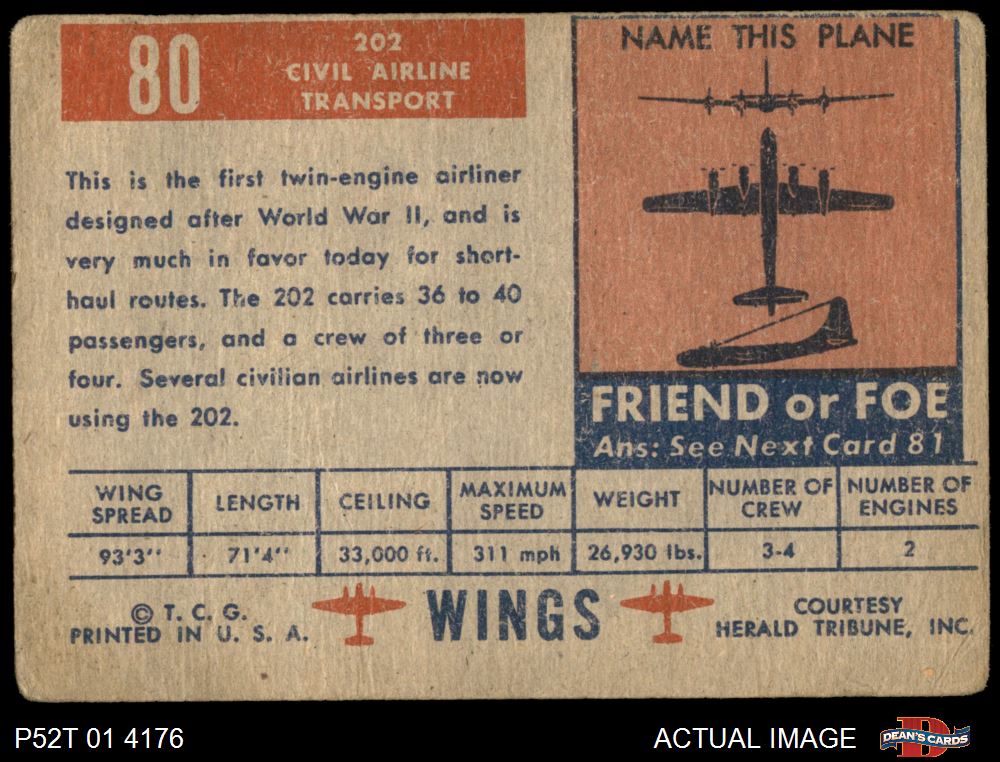 80
202
CIVIL AIRLINE
TRANSPORT
This is the first twin-engine airliner
designed after World War II, and is
very much in favor today for short-
haul routes. The 202 carries 36 to 40
passengers, and a crew of three or
four. Several civilian airlines are now
using the 202.
NAME THIS PLANE
FRIEND or FOE
Ans: See Next Card 81
WING SPREAD LENGTH CEILING MAXIMUM SPEED WEIGHT NUMBER OF CREW NUMBER OF ENGINES
93'3" 71'4" 33,000 ft. 311 mph 26,930 lbs. 3-4 2
© T. C. G.
PRINTED IN U. S. A.
WINGS
COURTESY
HERALD TRIBUNE, INC.
P52T 01 4176
ACTUAL IMAGE
DEAN'S CARDS